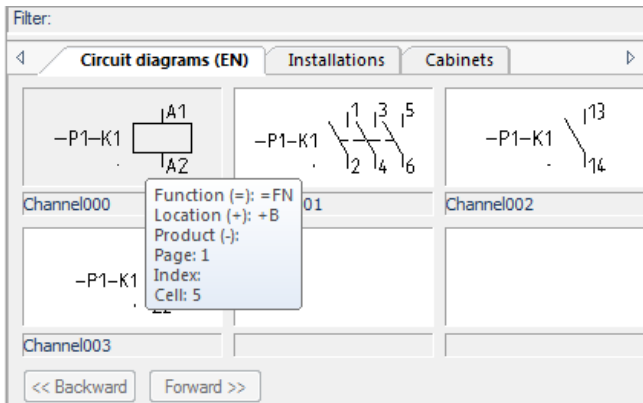 Filter:
Circuit diagrams (EN) Installations Cabinets
A1
-P1-K1
A2
1 3 5
-P1-K1
2 4 6
13
-P1-K1
14
Channel000
01
Channel002
Function (=): =FN
Location (+): +B
Product (-):
Page: 1
Index:
Cell: 5
-P1-K1
Channel003
<< Backward Forward >>